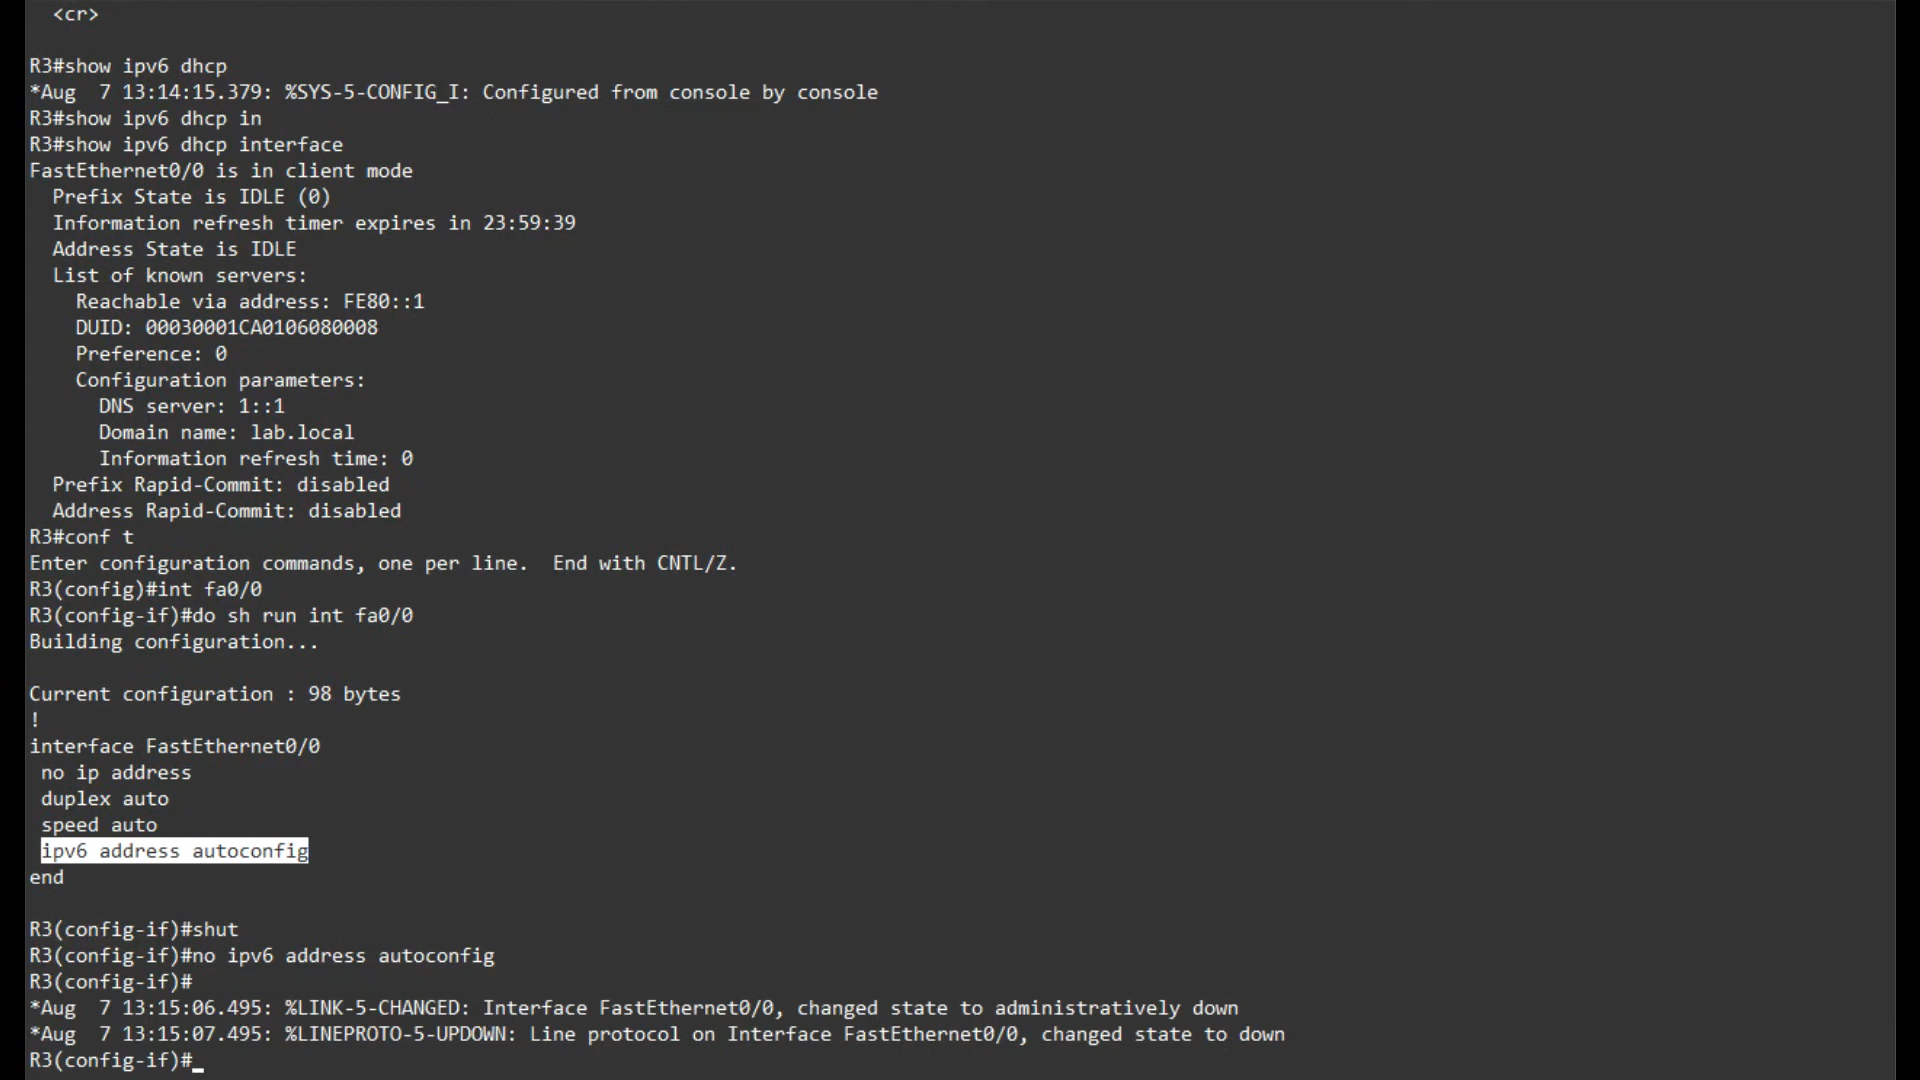 <cr>
R3#show ipv6 dhcp
*Aug  7 13:14:15.379: %SYS-5-CONFIG_I: Configured from console by console
R3#show ipv6 dhcp in
R3#show ipv6 dhcp interface
FastEthernet0/0 is in client mode
  Prefix State is IDLE (0)
  Information refresh timer expires in 23:59:39
  Address State is IDLE
  List of known servers:
    Reachable via address: FE80::1
    DUID: 00030001CA0106080008
    Preference: 0
    Configuration parameters:
      DNS server: 1::1
      Domain name: lab.local
      Information refresh time: 0
  Prefix Rapid-Commit: disabled
  Address Rapid-Commit: disabled
R3#conf t
Enter configuration commands, one per line.  End with CNTL/Z.
R3(config)#int fa0/0
R3(config-if)#do sh run int fa0/0
Building configuration...
Current configuration : 98 bytes
!
interface FastEthernet0/0
 no ip address
 duplex auto
 speed auto
 ipv6 address autoconfig
end
R3(config-if)#shut
R3(config-if)#no ipv6 address autoconfig
R3(config-if)#
*Aug  7 13:15:06.495: %LINK-5-CHANGED: Interface FastEthernet0/0, changed state to administratively down
*Aug  7 13:15:07.495: %LINEPROTO-5-UPDOWN: Line protocol on Interface FastEthernet0/0, changed state to down
R3(config-if)#